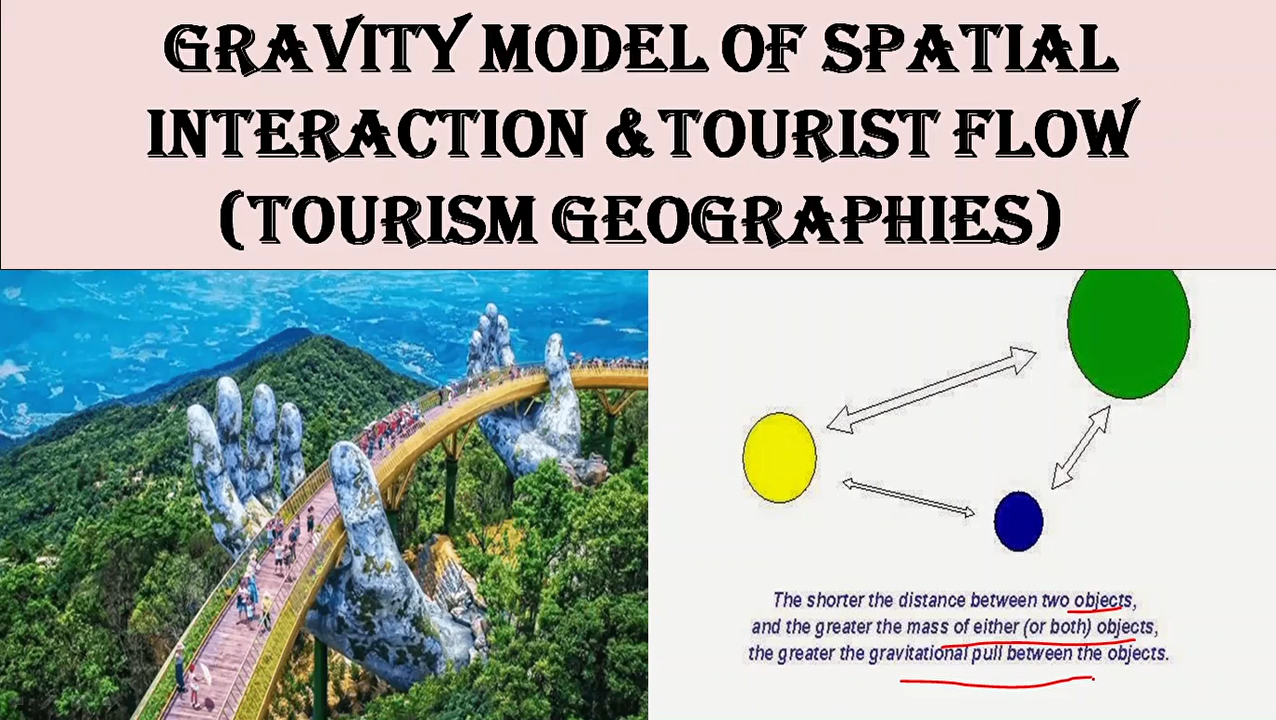 GRAVITY MODEL OF SPATIAL
INTERACTION & TOURIST FLOW
(TOURISM GEOGRAPHIES)
The shorter the distance between two objects,
and the greater the mass of either (or both) objects,
the greater the gravitational pull between the objects.